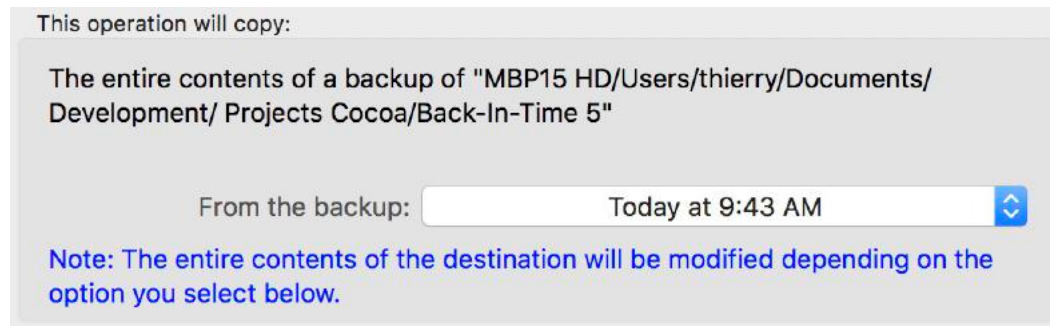 This operation will copy:
The entire contents of a backup of "MBP15 HD/Users/thierry/Documents/
Development/ Projects Cocoa/Back-In-Time 5"
From the backup: Today at 9:43 AM
Note: The entire contents of the destination will be modified depending on the
option you select below.